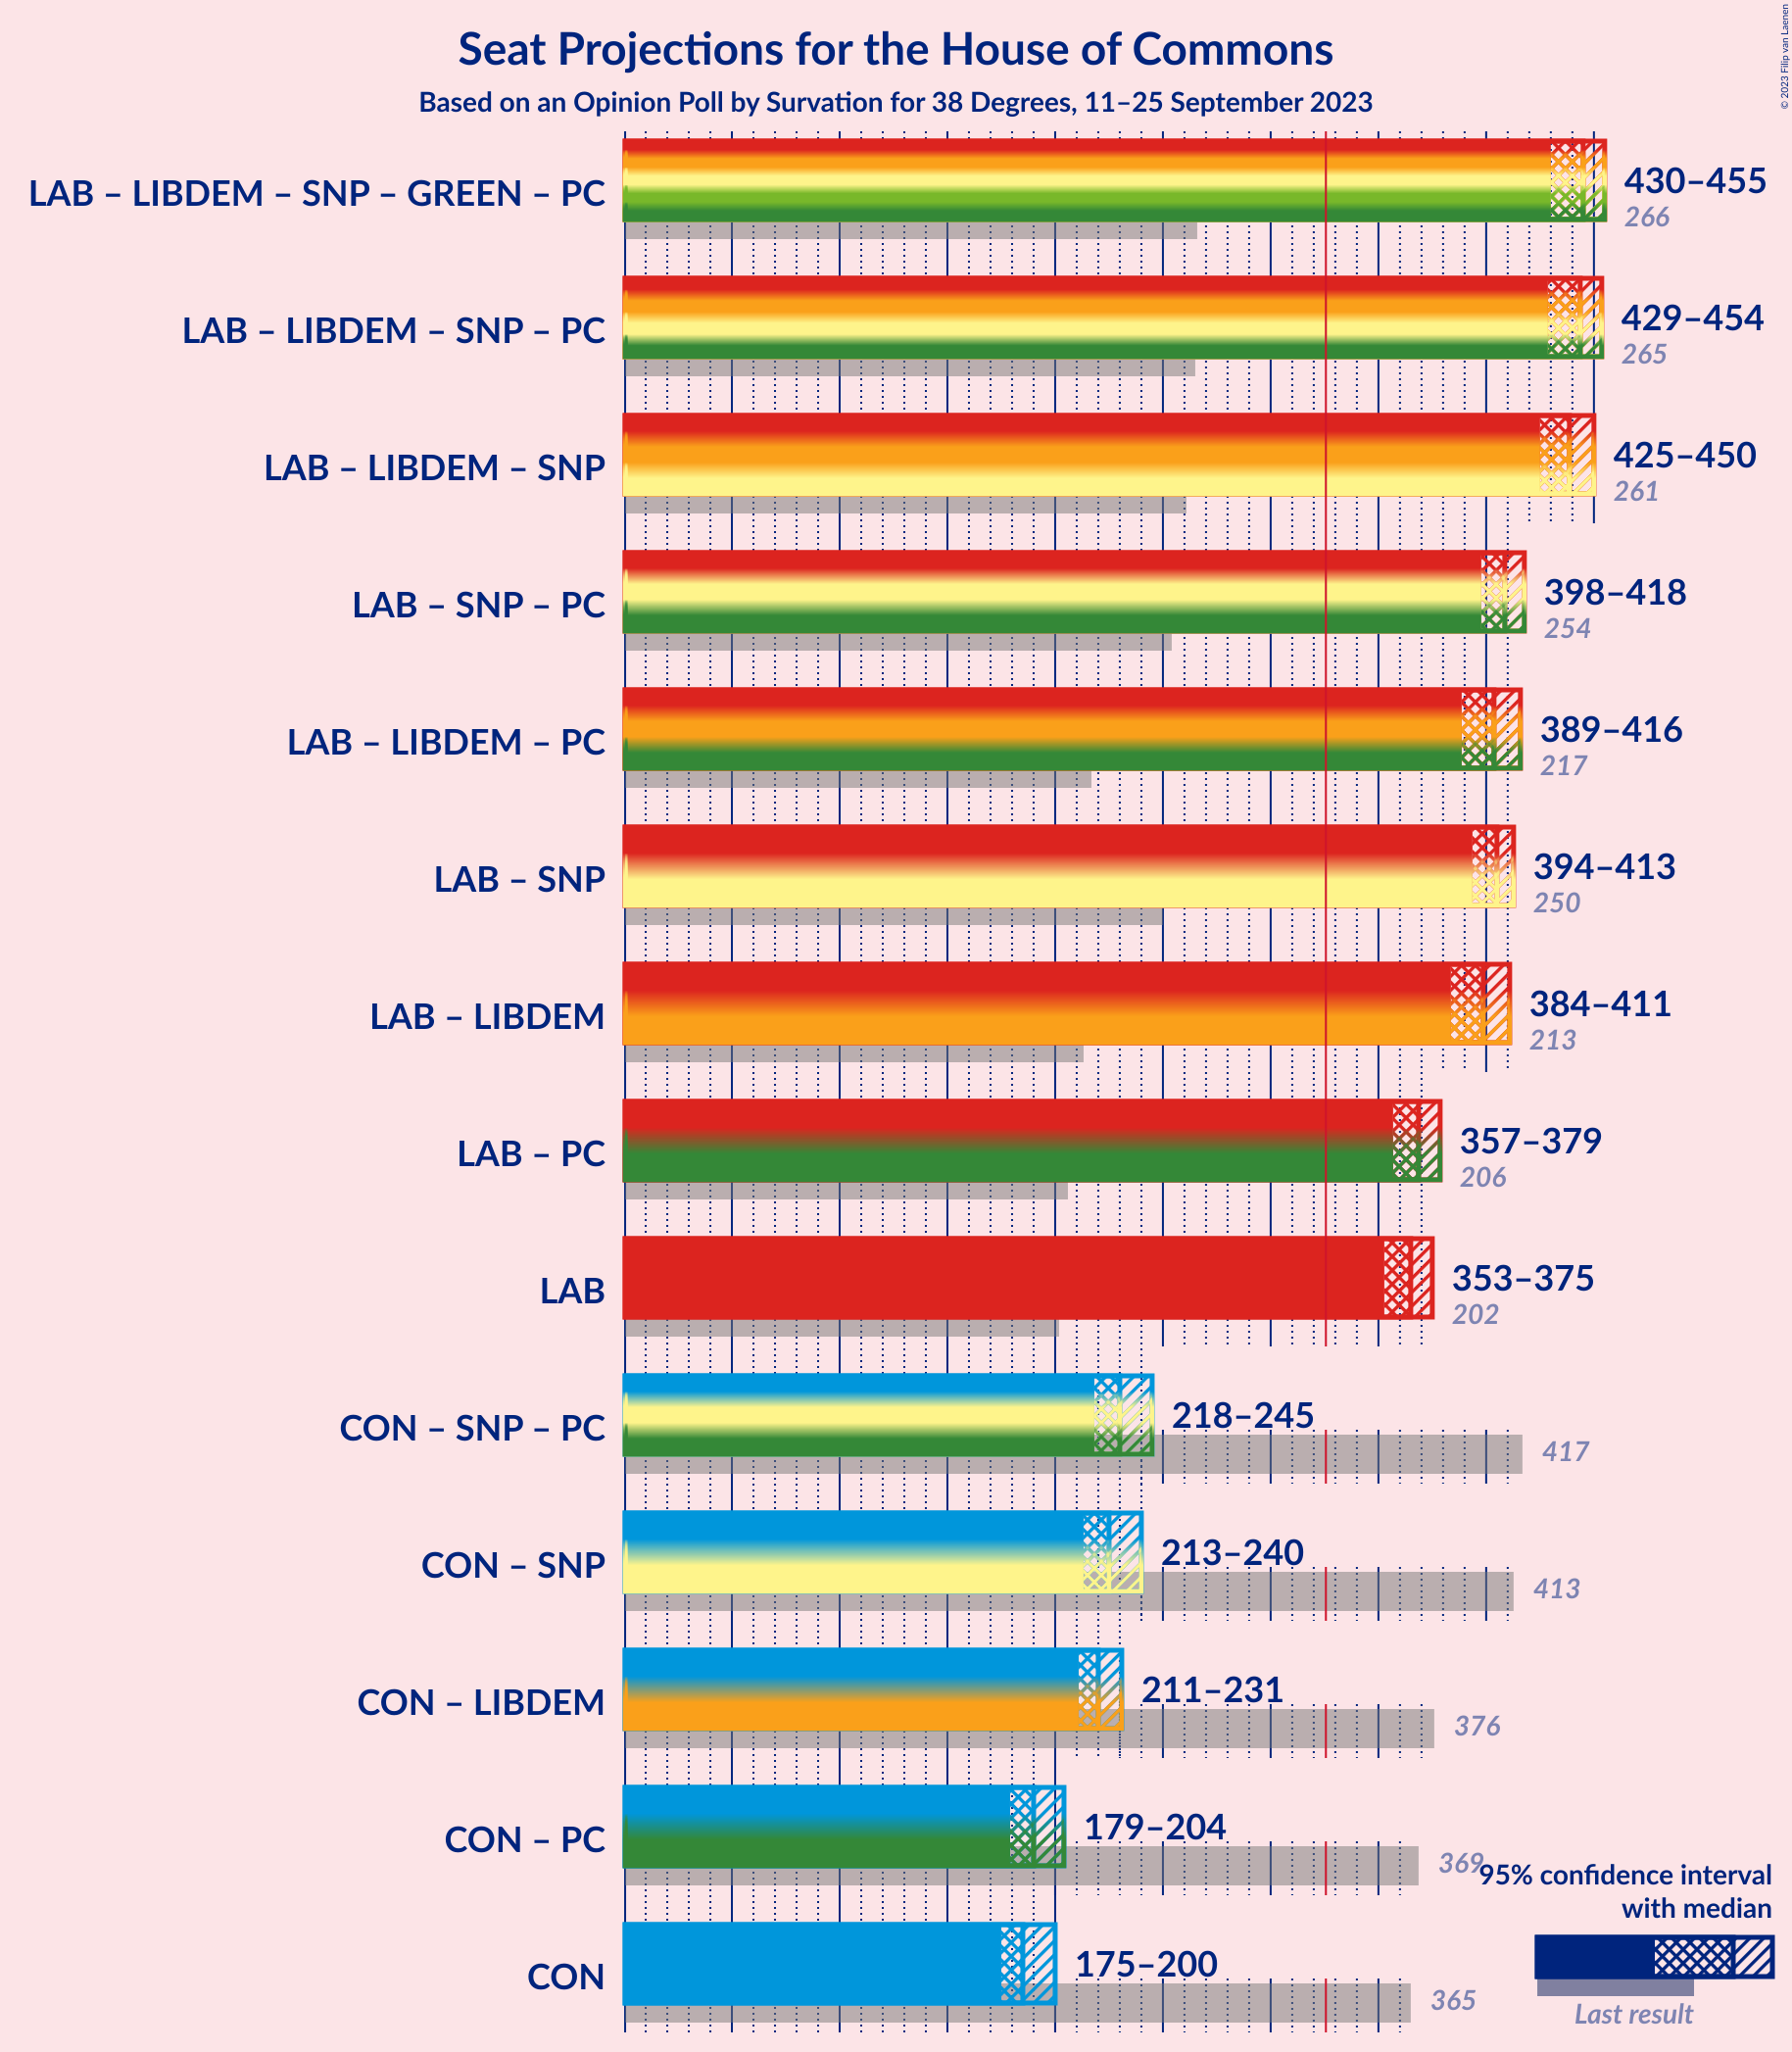 Seat Projections for the House of Commons
Based on an Opinion Poll by Survation for 38 Degrees, 11–25 September 2023
© 2023 Filip van Laenen
LAB – LIBDEM – SNP – GREEN – PC
430–455
266
LAB – LIBDEM – SNP – PC
429–454
265
LAB – LIBDEM – SNP
425–450
261
LAB – SNP – PC
398–418
254
LAB – LIBDEM – PC
389–416
217
LAB – SNP
394–413
250
LAB – LIBDEM
384–411
213
LAB – PC
357–379
206
LAB
353–375
202
CON – SNP – PC
218–245
417
CON – SNP
213–240
413
CON – LIBDEM
211–231
376
CON – PC
179–204
369
CON
175–200
365
95% confidence interval
with median
Last result